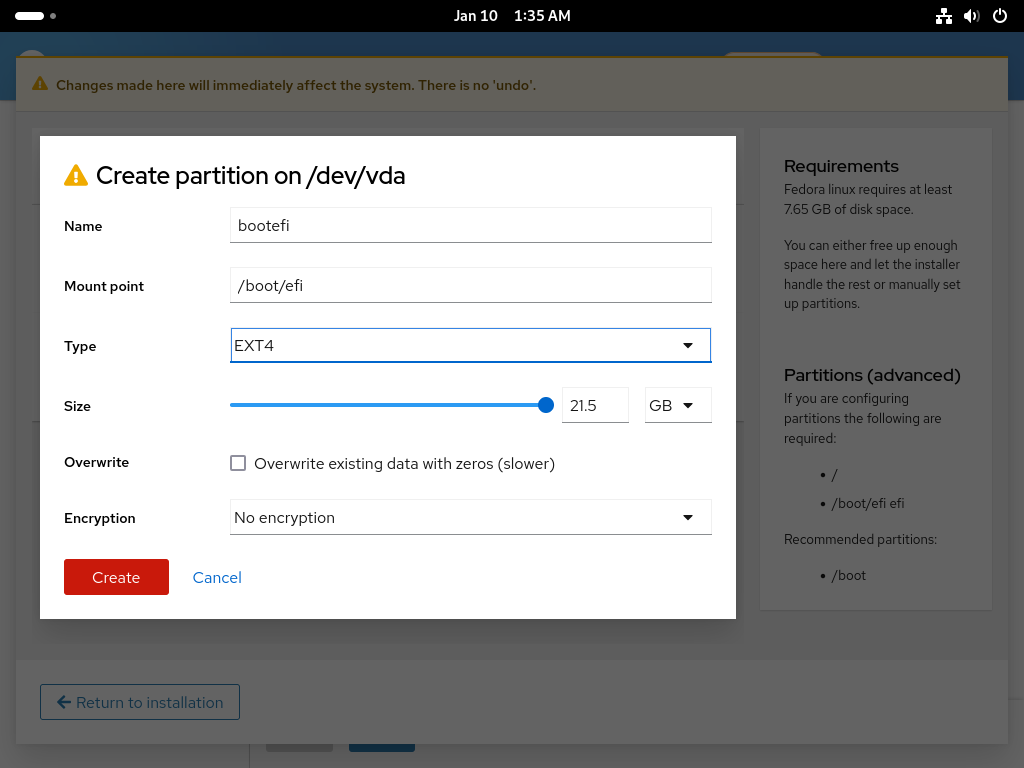 Jan 10 1:35 AM
Changes made here will immediately affect the system. There is no 'undo'.
Create partition on /dev/vda
Name
bootefi
Mount point
/boot/efi
Type
EXT4
Size
21.5
GB
Overwrite
Overwrite existing data with zeros (slower)
Encryption
No encryption
Create
Cancel
Requirements
Fedora linux requires at least
7.65 GB of disk space.
You can either free up enough
space here and let the installer
handle the rest or manually set
up partitions.
Partitions (advanced)
If you are configuring
partitions the following are
required:
• /
• /boot/efi efi
Recommended partitions:
• /boot
Return to installation